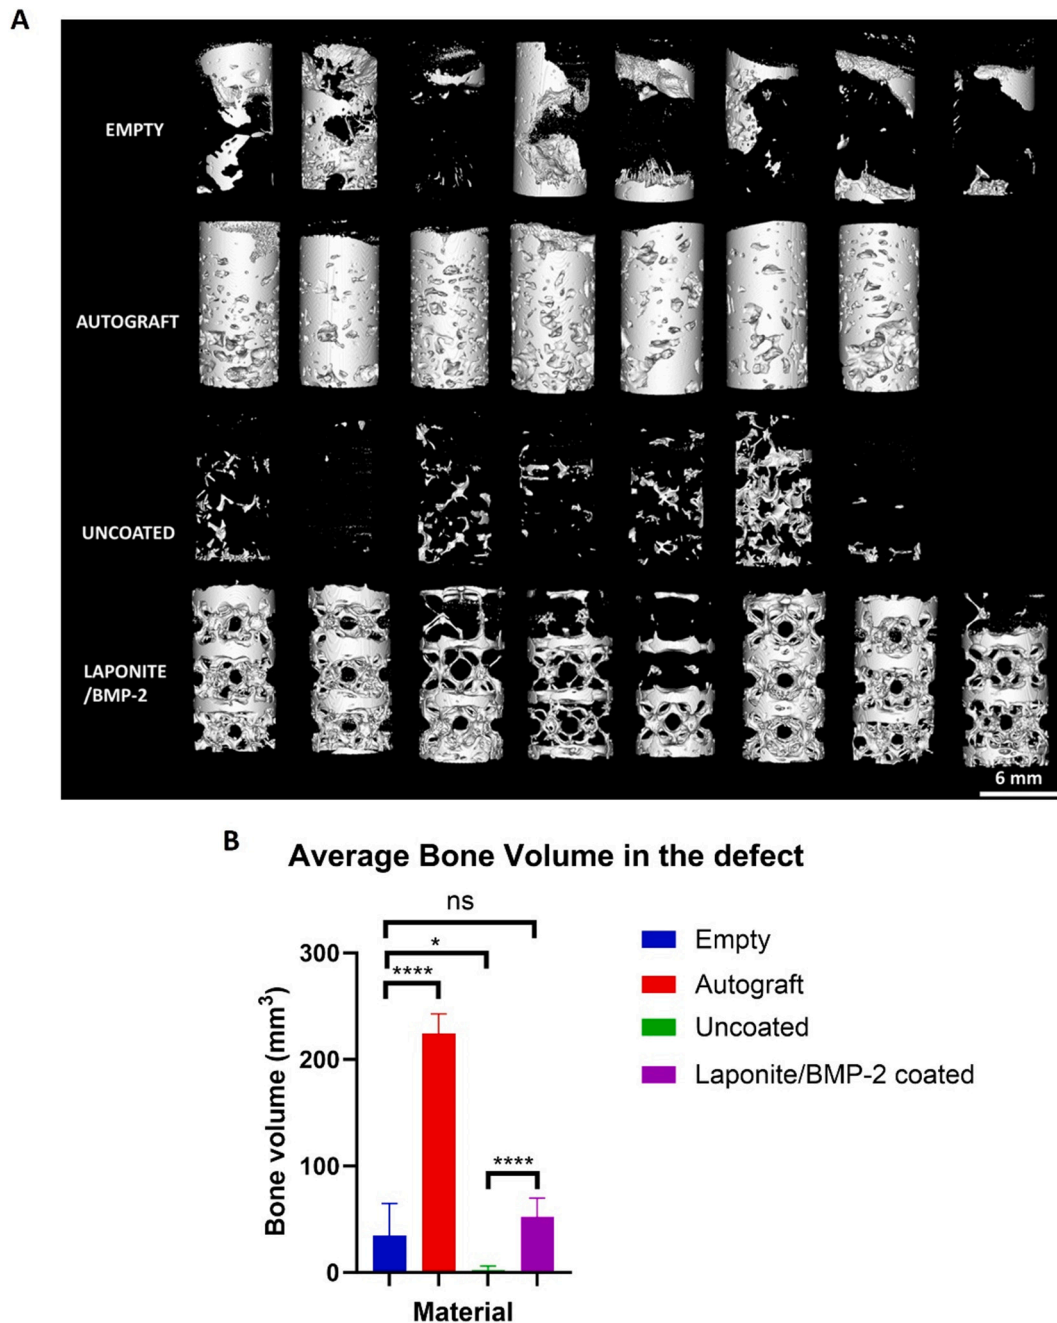 A
EMPTY
AUTOGRAFT
UNCOATED
LAPONITE
/BMP-2
6 mm
B
Average Bone Volume in the defect
ns
*
****
****
300
200
100
0
Bone volume (mm³)
Material
Empty
Autograft
Uncoated
Laponite/BMP-2 coated